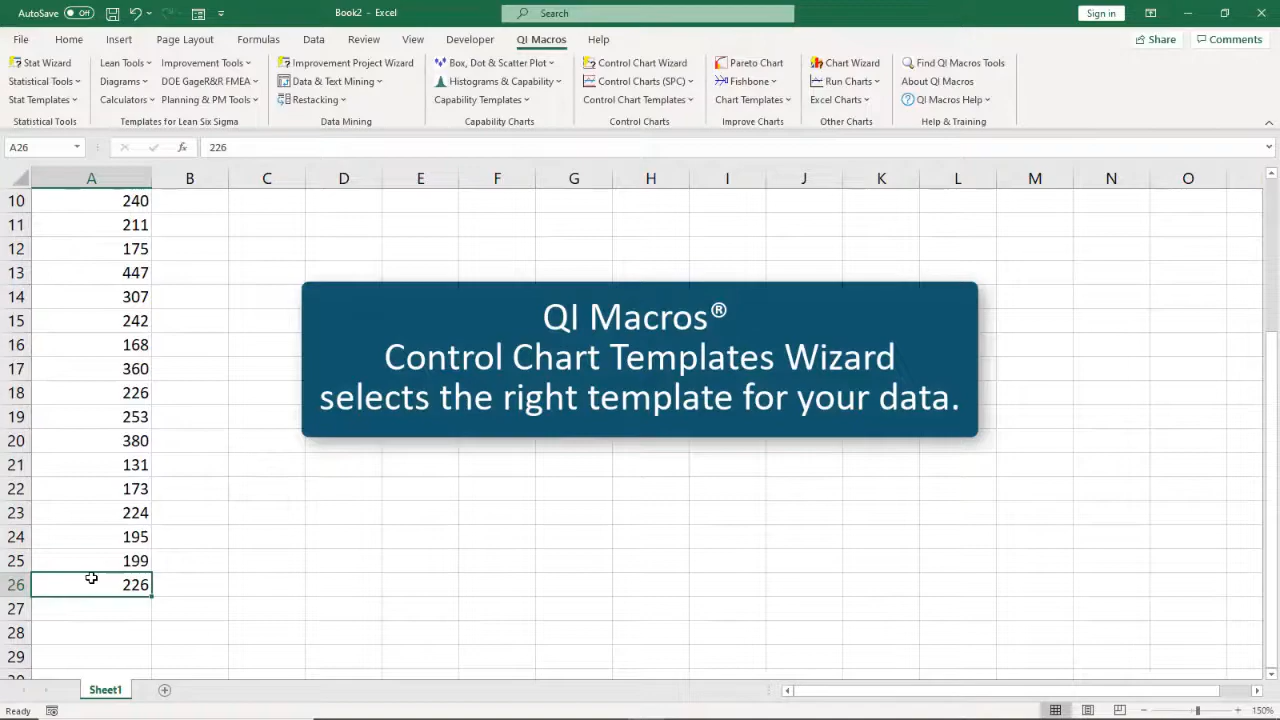 AutoSave Off Book2 - Excel Search Sign in
File Home Insert Page Layout Formulas Data Review View Developer QI Macros Help Share Comments
Stat Wizard Lean Tools Improvement Tools Improvement Project Wizard Box, Dot & Scatter Plot Control Chart Wizard Pareto Chart Chart Wizard Find QI Macros Tools
Statistical Tools Diagrams DOE GageR&R FMEA Data & Text Mining Histograms & Capability Control Charts (SPC) Fishbone Run Charts About QI Macros
Stat Templates Calculators Planning & PM Tools Restacking Capability Templates Control Chart Templates Chart Templates Excel Charts QI Macros Help
Statistical Tools Templates for Lean Six Sigma Data Mining Capability Charts Control Charts Improve Charts Other Charts Help & Training
A26 fx 226
A B C D E F G H I J K L M N O
10 240
11 211
12 175
13 447
14 307
15 242
16 168
17 360
18 226
19 253
20 380
21 131
22 173
23 224
24 195
25 199
26 226
27
28
29
QI Macros®
Control Chart Templates Wizard
selects the right template for your data.
Sheet1
Ready 150%